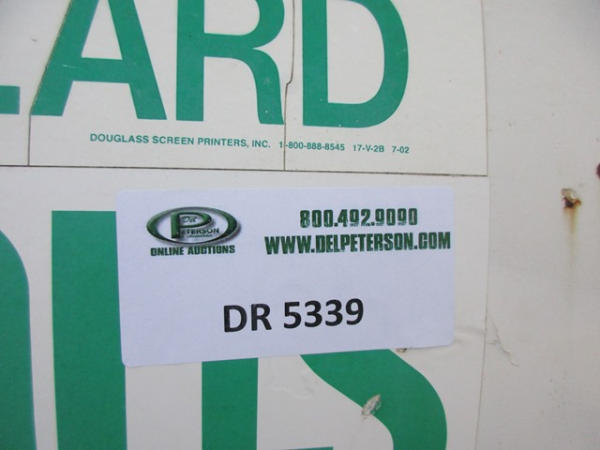 LARD
DOUGLASS SCREEN PRINTERS, INC. 1-800-888-8545 17-V-2B 7-02
Del
PETERSON
ONLINE AUCTIONS
800.492.9090
WWW.DELPETERSON.COM
DR 5339